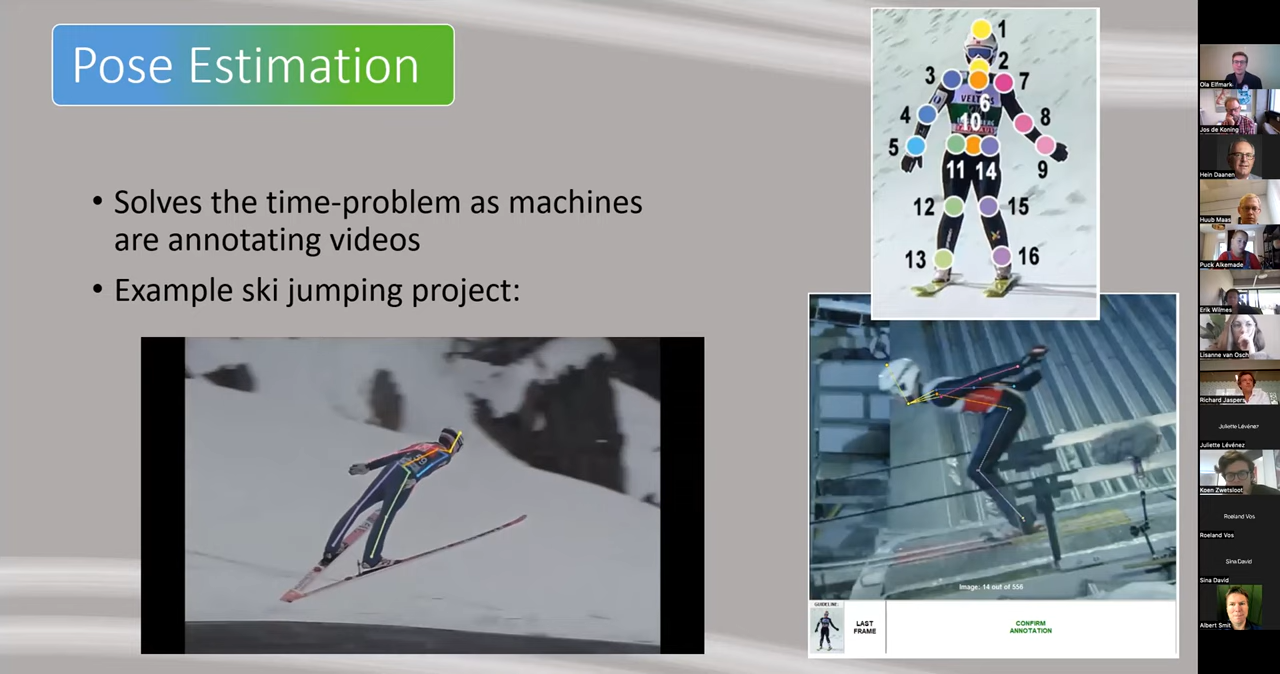 Pose Estimation
• Solves the time-problem as machines
are annotating videos
• Example ski jumping project:
1
2
3
7
6
4
8
10
5
9
11
14
12
15
13
16
Image: 14 out of 556
GUIDELINE:
LAST
FRAME
CONFIRM
ANNOTATION
Ola Elfmark
Jos de Koning
Hein Daanen
Huub Maas
Puck Alkemade
Erik Wilmes
Lisanne van Osch
Richard Jaspers
Juliette Lévénez
Juliette Lévénez
Koen Zwetsloot
Roeland Vos
Roeland Vos
Sina David
Sina David
Albert Smit